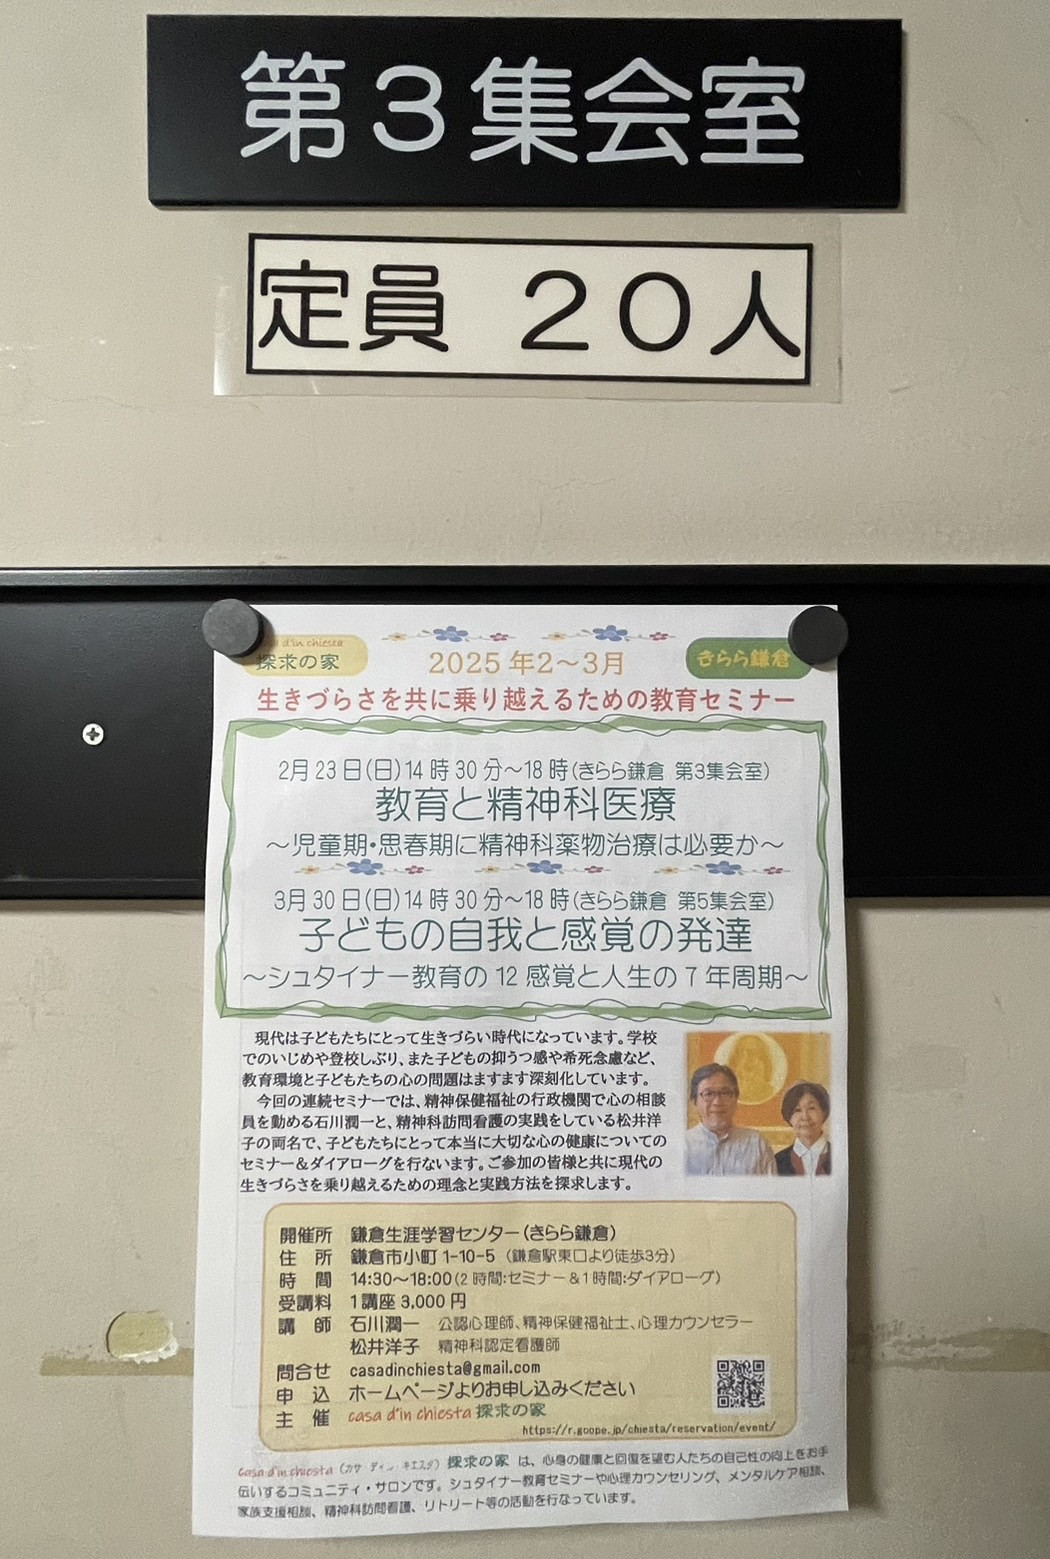 第3集会室
定員 20人
d'in chiesta
探求の家
2025年2～3月
きらら鎌倉
生きづらさを共に乗り越えるための教育セミナー
2月23日(日)14時30分～18時(きらら鎌倉 第3集会室)
教育と精神科医療
～児童期・思春期に精神科薬物治療は必要か～
3月30日(日)14時30分～18時(きらら鎌倉 第5集会室)
子どもの自我と感覚の発達
～シュタイナー教育の12感覚と人生の7年周期～
現代は子どもたちにとって生きづらい時代になっています。学校
でのいじめや登校しぶり、また子どもの抑うつ感や希死念慮など、
教育環境と子どもたちの心の問題はますます深刻化しています。
今回の連続セミナーでは、精神保健福祉の行政機関で心の相談
員を勤める石川潤一と、精神科訪問看護の実践をしている松井洋
子の両名で、子どもたちにとって本当に大切な心の健康についての
セミナー&ダイアローグを行ないます。ご参加の皆様と共に現代の
生きづらさを乗り越えるための理念と実践方法を探求します。
開催所 鎌倉生涯学習センター(きらら鎌倉)
住所 鎌倉市小町1-10-5 (鎌倉駅東口より徒歩3分)
時間 14:30～18:00(2時間:セミナー&1時間:ダイアローグ)
受講料 1講座3,000円
講師 石川潤一 公認心理師、精神保健福祉士、心理カウンセラー
松井洋子 精神科認定看護師
問合せ casadinchiesta@gmail.com
申込 ホームページよりお申し込みください
主催 casa d'in chiesta 探求の家
https://r.goope.jp/chiesta/reservation/event/
casa d'in chiesta (カサ・ディン・キエスタ) 探求の家 は、心身の健康と回復を望む人たちの自己性の向上をお手
伝いするコミュニティ・サロンです。シュタイナー教育セミナーや心理カウンセリング、メンタルケア相談、
家族支援相談、精神科訪問看護、リトリート等の活動を行なっています。